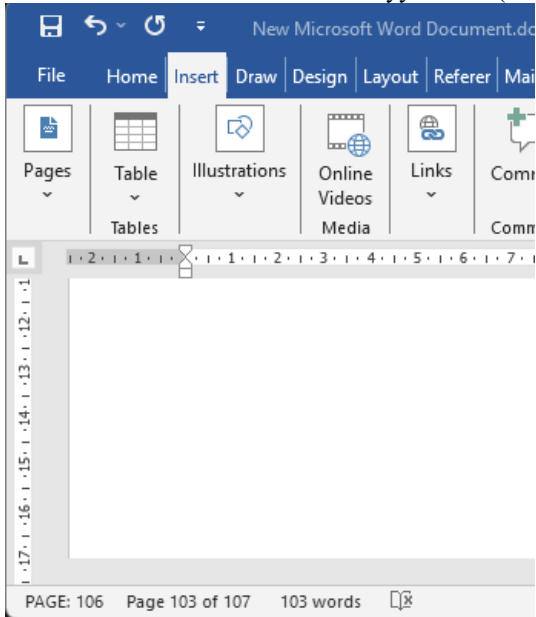 New Microsoft Word Document.do
File Home Insert Draw Design Layout Referer Mai
Pages Table Illustrations Online Videos Links Comm
Tables Media Comm
L 2 1 1 2 3 4 5 6 7
1
12
13
14
15
16
17
PAGE: 106 Page 103 of 107 103 words